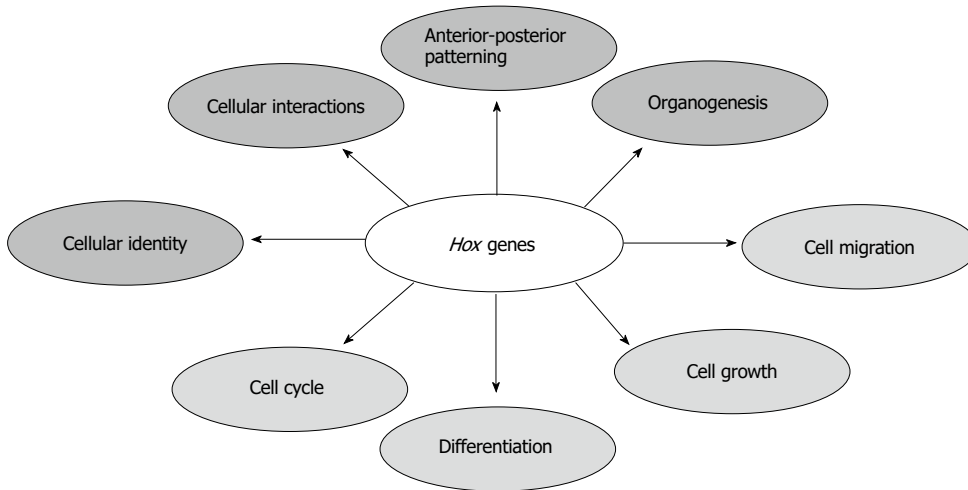 Anterior-posterior
patterning
Cellular interactions
Organogenesis
Cellular identity
Hox genes
Cell migration
Cell cycle
Cell growth
Differentiation